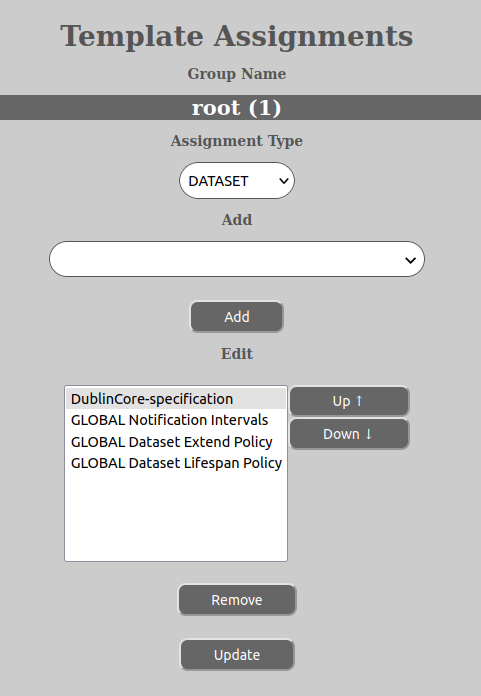 Template Assignments
Group Name
root (1)
Assignment Type
DATASET
Add
Add
Edit
DublinCore-specification
GLOBAL Notification Intervals
GLOBAL Dataset Extend Policy
GLOBAL Dataset Lifespan Policy
Up ↑
Down ↓
Remove
Update